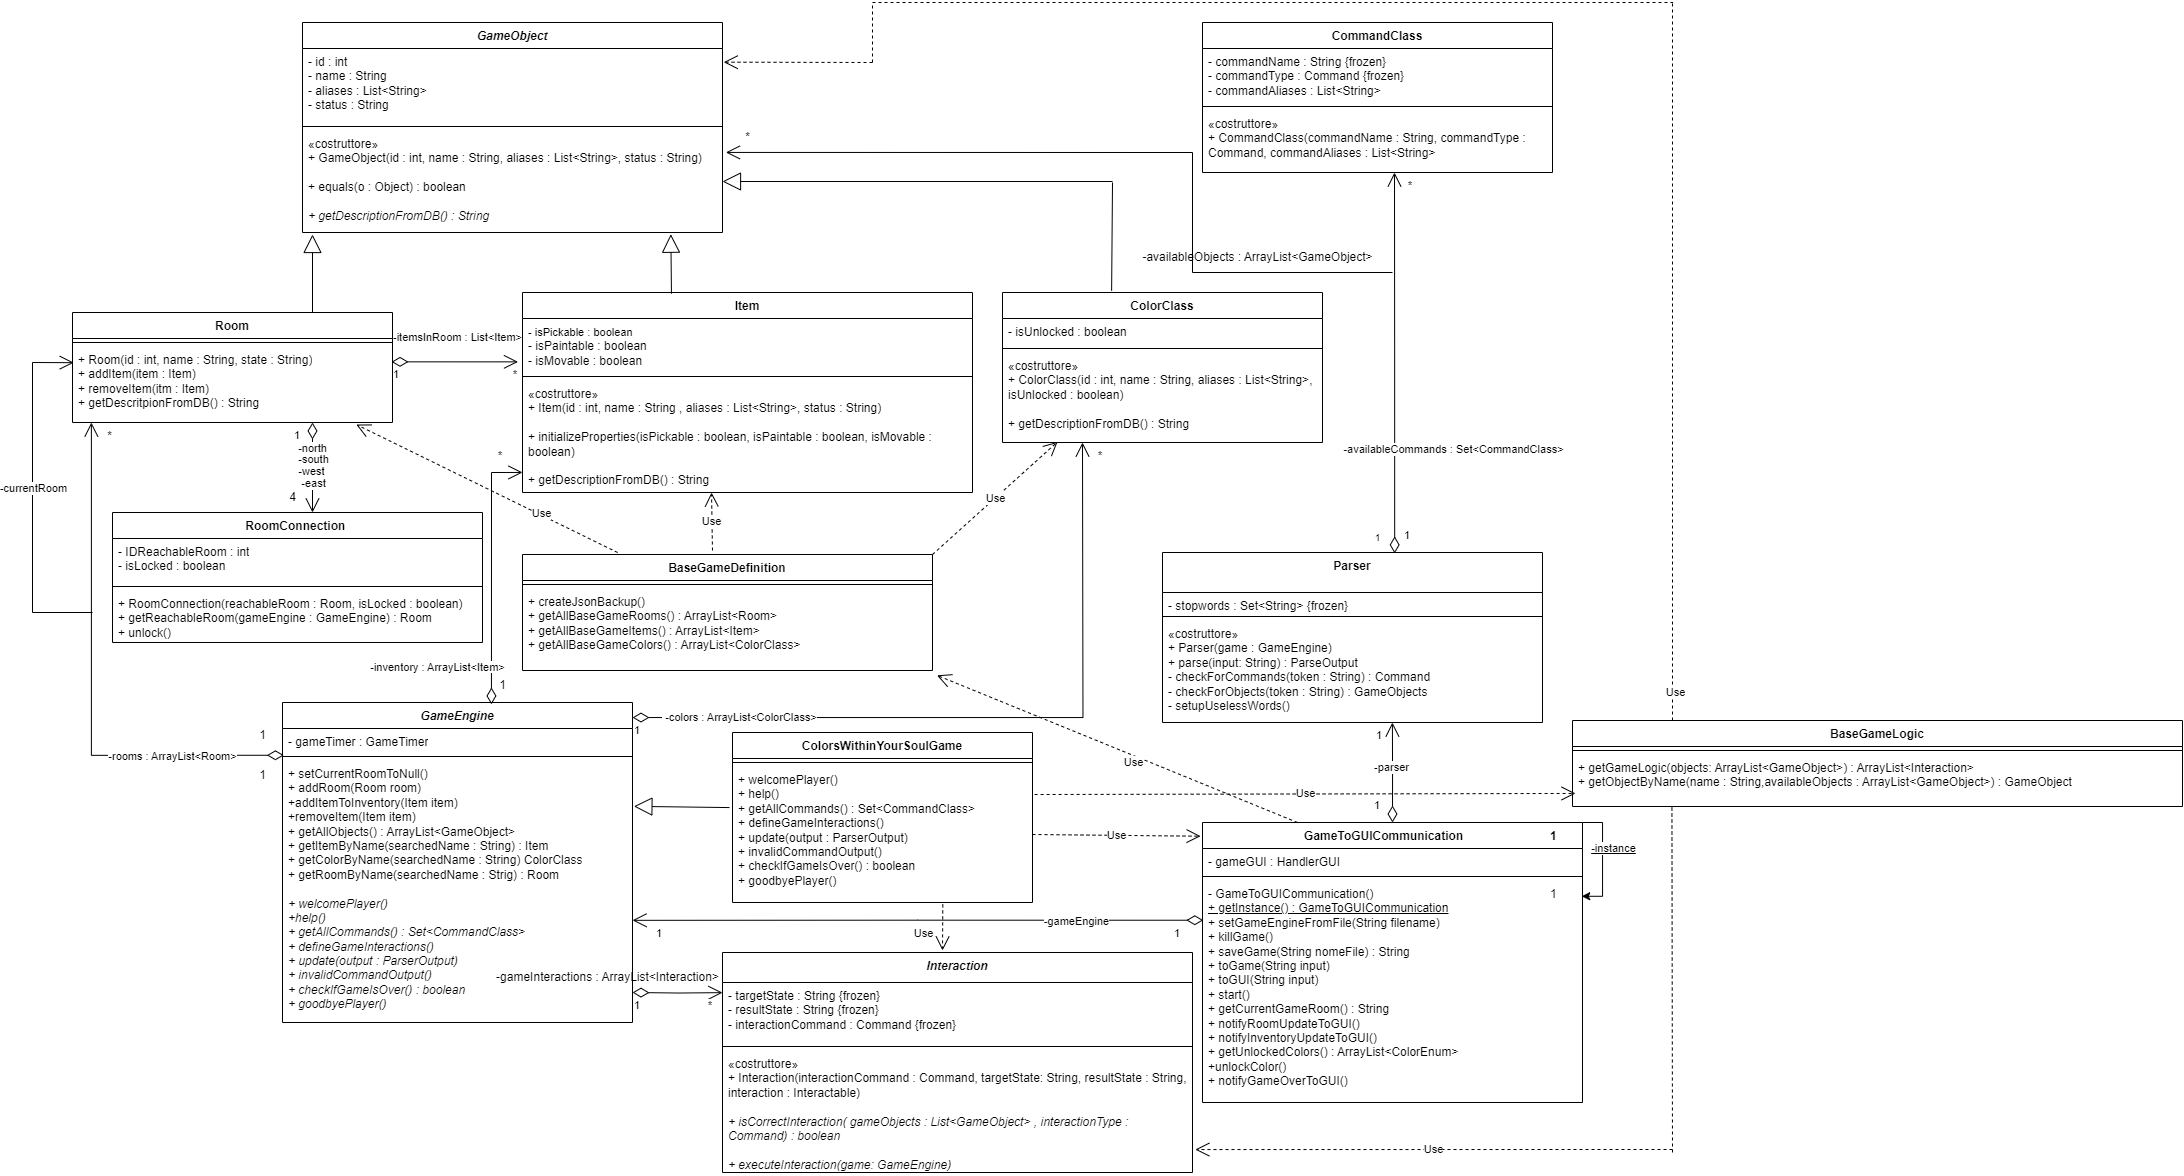 GameObject
- id : int
- name : String
- aliases : List<String>
- status : String
«costruttore»
+ GameObject(id : int, name : String, aliases : List<String>, status : String)
+ equals(o : Object) : boolean
+ getDescriptionFromDB() : String
CommandClass
- commandName : String {frozen}
- commandType : Command {frozen}
- commandAliases : List<String>
«costruttore»
+ CommandClass(commandName : String, commandType :
Command, commandAliases : List<String>
*
*
-availableObjects : ArrayList<GameObject>
Room
+ Room(id : int, name : String, state : String)
+ addItem(item : Item)
+ removeItem(itm : Item)
+ getDescritpionFromDB() : String
-itemsInRoom : List<Item>
1
*
Item
- isPickable : boolean
- isPaintable : boolean
- isMovable : boolean
«costruttore»
+ Item(id : int, name : String , aliases : List<String>, status : String)
+ initializeProperties(isPickable : boolean, isPaintable : boolean, isMovable :
boolean)
+ getDescriptionFromDB() : String
ColorClass
- isUnlocked : boolean
«costruttore»
+ ColorClass(id : int, name : String, aliases : List<String>,
isUnlocked : boolean)
+ getDescriptionFromDB() : String
*
1
-north
-south
-west
-east
4
*
*
-availableCommands : Set<CommandClass>
-currentRoom
RoomConnection
- IDReachableRoom : int
- isLocked : boolean
+ RoomConnection(reachableRoom : Room, isLocked : boolean)
+ getReachableRoom(gameEngine : GameEngine) : Room
+ unlock()
Use
Use
Use
BaseGameDefinition
+ createJsonBackup()
+ getAllBaseGameRooms() : ArrayList<Room>
+ getAllBaseGameItems() : ArrayList<Item>
+ getAllBaseGameColors() : ArrayList<ColorClass>
1
1
Parser
- stopwords : Set<String> {frozen}
«costruttore»
+ Parser(game : GameEngine)
+ parse(input: String) : ParseOutput
- checkForCommands(token : String) : Command
- checkForObjects(token : String) : GameObjects
- setupUselessWords()
-inventory : ArrayList<Item>
1
Use
GameEngine
- gameTimer : GameTimer
+ setCurrentRoomToNull()
+ addRoom(Room room)
+addItemToInventory(Item item)
+removeItem(Item item)
+ getAllObjects() : ArrayList<GameObject>
+ getItemByName(searchedName : String) : Item
+ getColorByName(searchedName : String) ColorClass
+ getRoomByName(searchedName : Strig) : Room
+ welcomePlayer()
+help()
+ getAllCommands() : Set<CommandClass>
+ defineGameInteractions()
+ update(output : ParserOutput)
+ invalidCommandOutput()
+ checkIfGameIsOver() : boolean
+ goodbyePlayer()
1
-rooms : ArrayList<Room>
1
-colors : ArrayList<ColorClass>
1
ColorsWithinYourSoulGame
+ welcomePlayer()
+ help()
+ getAllCommands() : Set<CommandClass>
+ defineGameInteractions()
+ update(output : ParserOutput)
+ invalidCommandOutput()
+ checkIfGameIsOver() : boolean
+ goodbyePlayer()
Use
1
-parser
1
Use
Use
BaseGameLogic
+ getGameLogic(objects: ArrayList<GameObject>) : ArrayList<Interaction>
+ getObjectByName(name : String,availableObjects : ArrayList<GameObject>) : GameObject
GameToGUICommunication
1
-instance
1
- gameGUI : HandlerGUI
- GameToGUICommunication()
+ getInstance() : GameToGUICommunication
+ setGameEngineFromFile(String filename)
+ killGame()
+ saveGame(String nomeFile) : String
+ toGame(String input)
+ toGUI(String input)
+ start()
+ getCurrentGameRoom() : String
+ notifyRoomUpdateToGUI()
+ notifyInventoryUpdateToGUI()
+ getUnlockedColors() : ArrayList<ColorEnum>
+unlockColor()
+ notifyGameOverToGUI()
-gameEngine
1
1
Use
-gameInteractions : ArrayList<Interaction>
1
*
Interaction
- targetState : String {frozen}
- resultState : String {frozen}
- interactionCommand : Command {frozen}
«costruttore»
+ Interaction(interactionCommand : Command, targetState: String, resultState : String,
interaction : Interactable)
+ isCorrectInteraction( gameObjects : List<GameObject> , interactionType :
Command) : boolean
+ executeInteraction(game: GameEngine)
Use